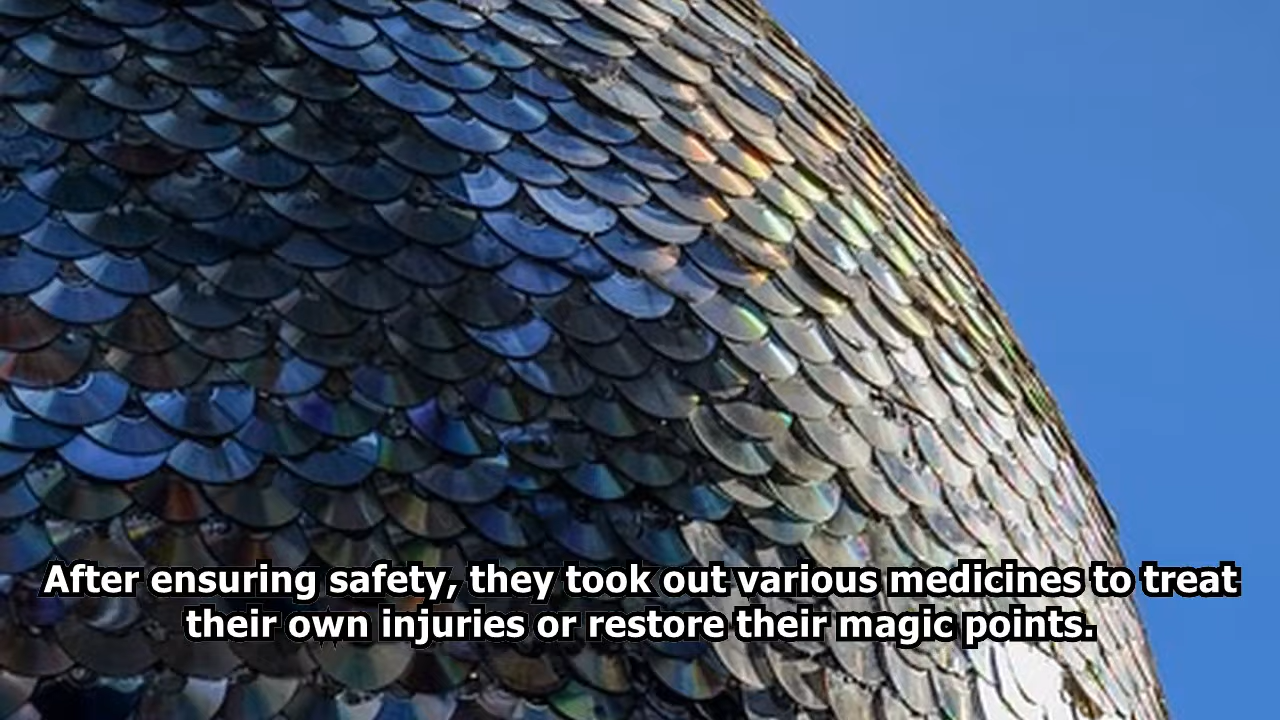 After ensuring safety, they took out various medicines to treat
their own injuries or restore their magic points.